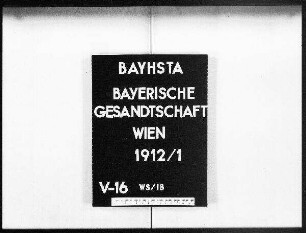 BAYHSTA
BAYERISCHE
GESANDTSCHAFT
WIEN
1912/1
V-16 WS/IB